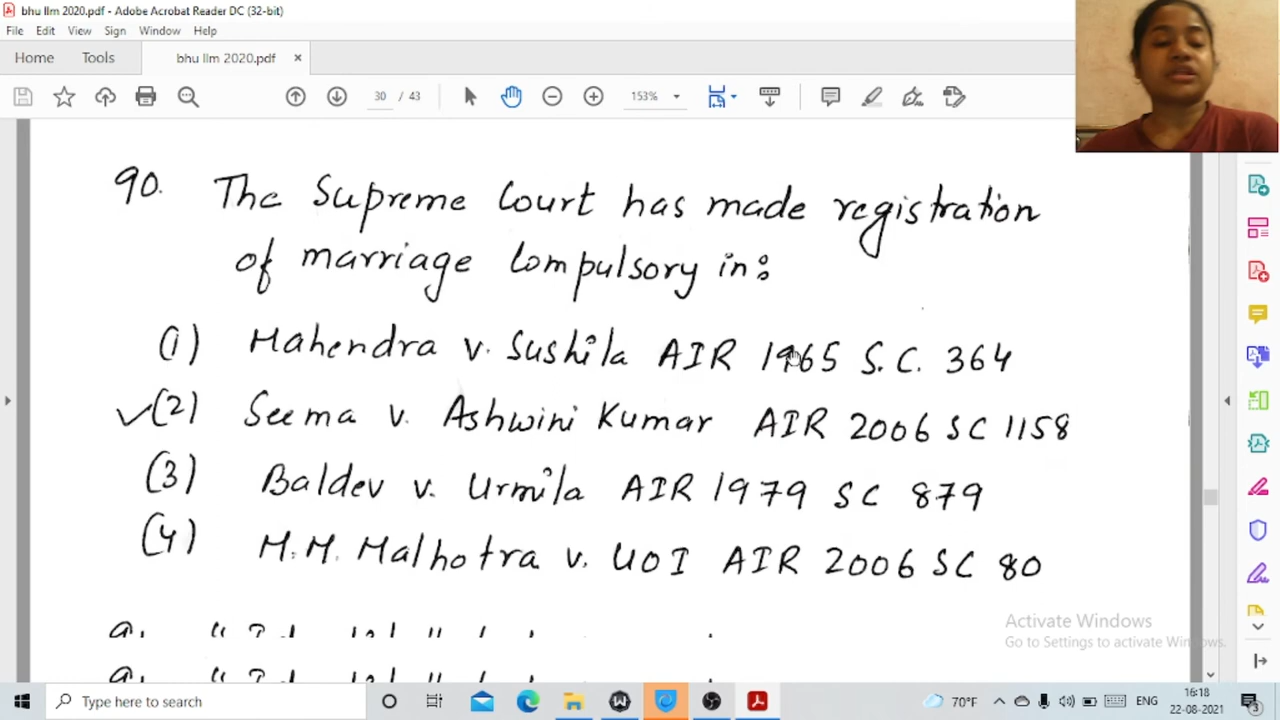 bhu llm 2020.pdf - Adobe Acrobat Reader DC (32-bit)
File Edit View Sign Window Help
Home Tools bhu llm 2020.pdf ×
30 / 43 153%
90. The Supreme Court has made registration
of marriage Compulsory in:
(1) Mahendra v. Sushila AIR 1965 S.C. 364
✓(2) Seema v. Ashwini Kumar AIR 2006 SC 1158
(3) Baldev v. Urmila AIR 1979 SC 879
(4) M.M. Malhotra v. UOI AIR 2006 SC 80
Activate Windows
Go to Settings to activate Windows.
Type here to search
70°F ENG 16:18
22-08-2021 3